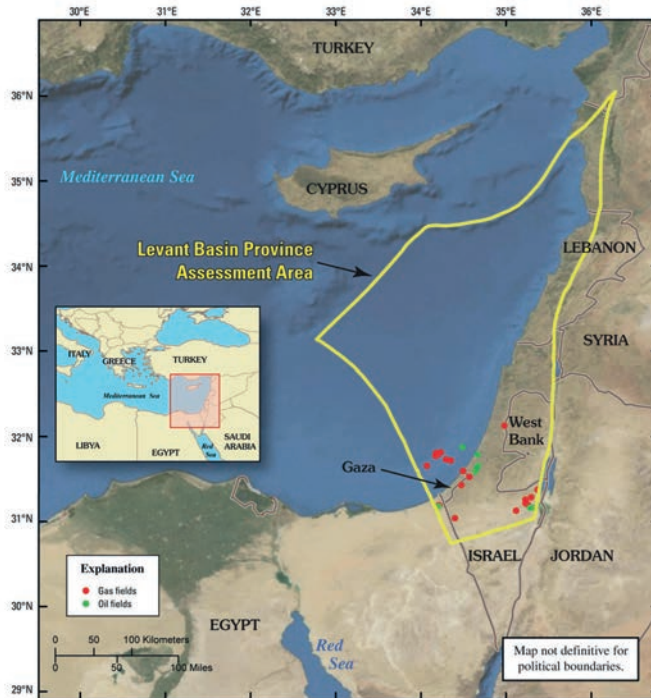 32°E
33°E
34°E
35°E
36°E
TURKEY
36°N
35°N
Mediterranean Sea
CYPRUS
Levant Basin Province
Assessment Area
LEBANON
34°N
SYRIA
33°N
ITALY
GREECE
TURKEY
Mediterranean Sea
LIBYA
EGYPT
SAUDI
ARABIA
Red
Sea
West
Bank
32°N
Gaza
31°N
ISRAEL
JORDAN
Explanation
Gas fields
Oil fields
30°N
EGYPT
0 50 100 Kilometers
0 50 100 Miles
Red
Sea
Map not definitive for
political boundaries.
29°N